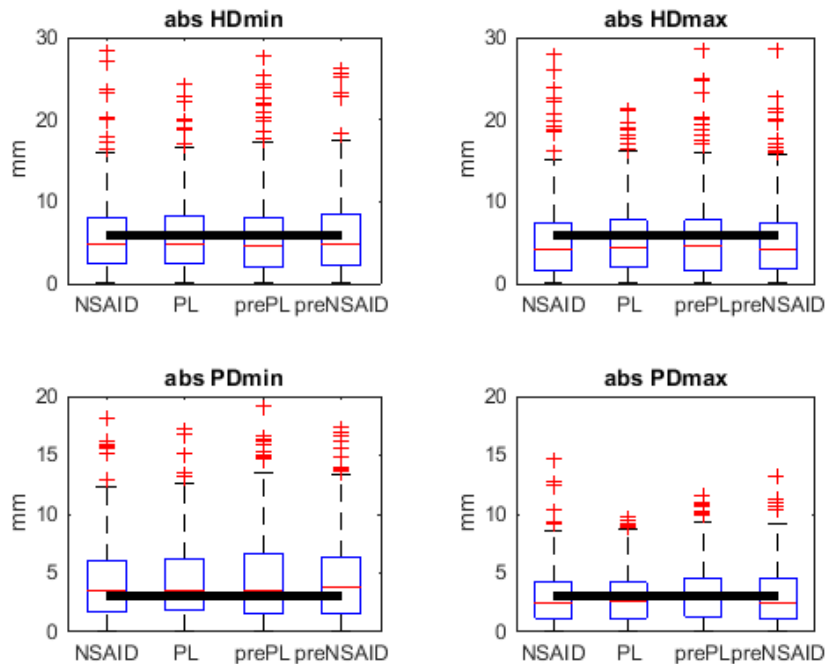 abs HDmin
30
20
10
0
mm
NSAID PL prePL preNSAID
abs HDmax
30
20
10
0
mm
NSAID PL prePL preNSAID
abs PDmin
20
15
10
5
0
mm
NSAID PL prePL preNSAID
abs PDmax
20
15
10
5
0
mm
NSAID PL prePL preNSAID